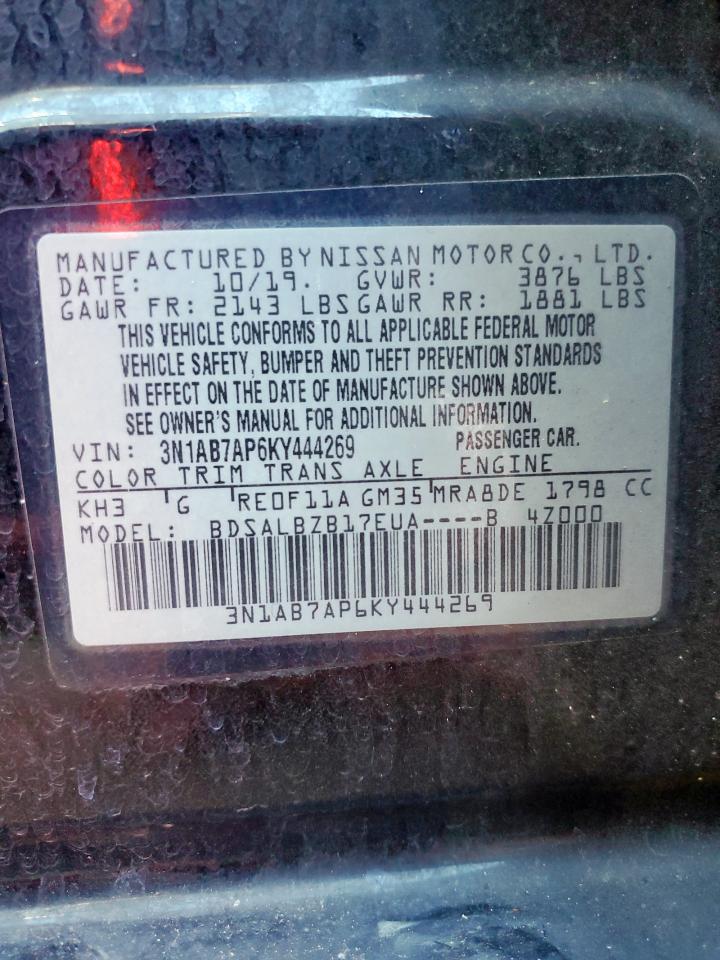 MANUFACTURED BY NISSAN MOTOR CO., LTD.
DATE: 10/19. GVWR: 3876 LBS
GAWR FR: 2143 LBS GAWR RR: 1881 LBS
THIS VEHICLE CONFORMS TO ALL APPLICABLE FEDERAL MOTOR
VEHICLE SAFETY, BUMPER AND THEFT PREVENTION STANDARDS
IN EFFECT ON THE DATE OF MANUFACTURE SHOWN ABOVE.
SEE OWNER'S MANUAL FOR ADDITIONAL INFORMATION.
VIN: 3N1AB7AP6KY444269 PASSENGER CAR.
COLOR TRIM TRANS AXLE ENGINE
KH3 G RE0F11A GM35 MRA8DE 1798 CC
MODEL: BDSALBZB17EUA----B 4Z000
3N1AB7AP6KY444269